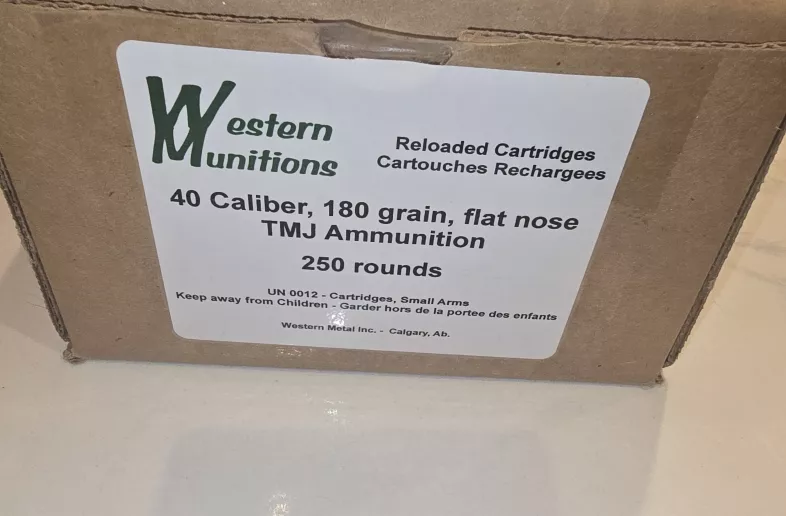 Western
Munitions
Reloaded Cartridges
Cartouches Rechargees
40 Caliber, 180 grain, flat nose
TMJ Ammunition
250 rounds
UN 0012 - Cartridges, Small Arms
Keep away from Children - Garder hors de la portee des enfants
Western Metal Inc. - Calgary, Ab.